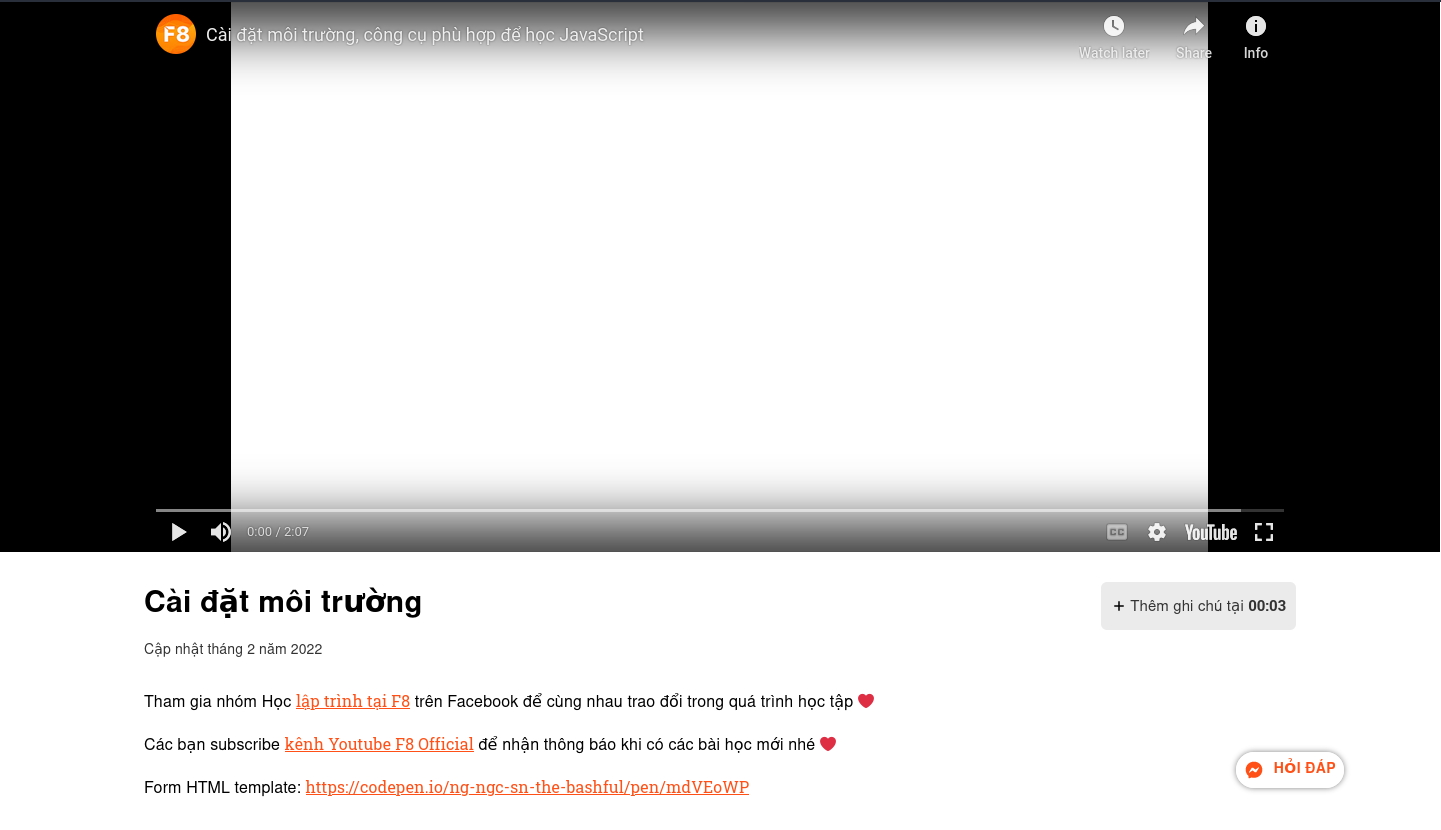 F8 Cài đặt môi trường, công cụ phù hợp để học JavaScript
Watch later Share Info
0:00 / 2:07 CC YouTube
Cài đặt môi trường
+ Thêm ghi chú tại 00:03
Cập nhật tháng 2 năm 2022
Tham gia nhóm Học lập trình tại F8 trên Facebook để cùng nhau trao đổi trong quá trình học tập ❤️
Các bạn subscribe kênh Youtube F8 Official để nhận thông báo khi có các bài học mới nhé ❤️
HỎI ĐÁP
Form HTML template: https://codepen.io/ng-ngc-sn-the-bashful/pen/mdVEoWP